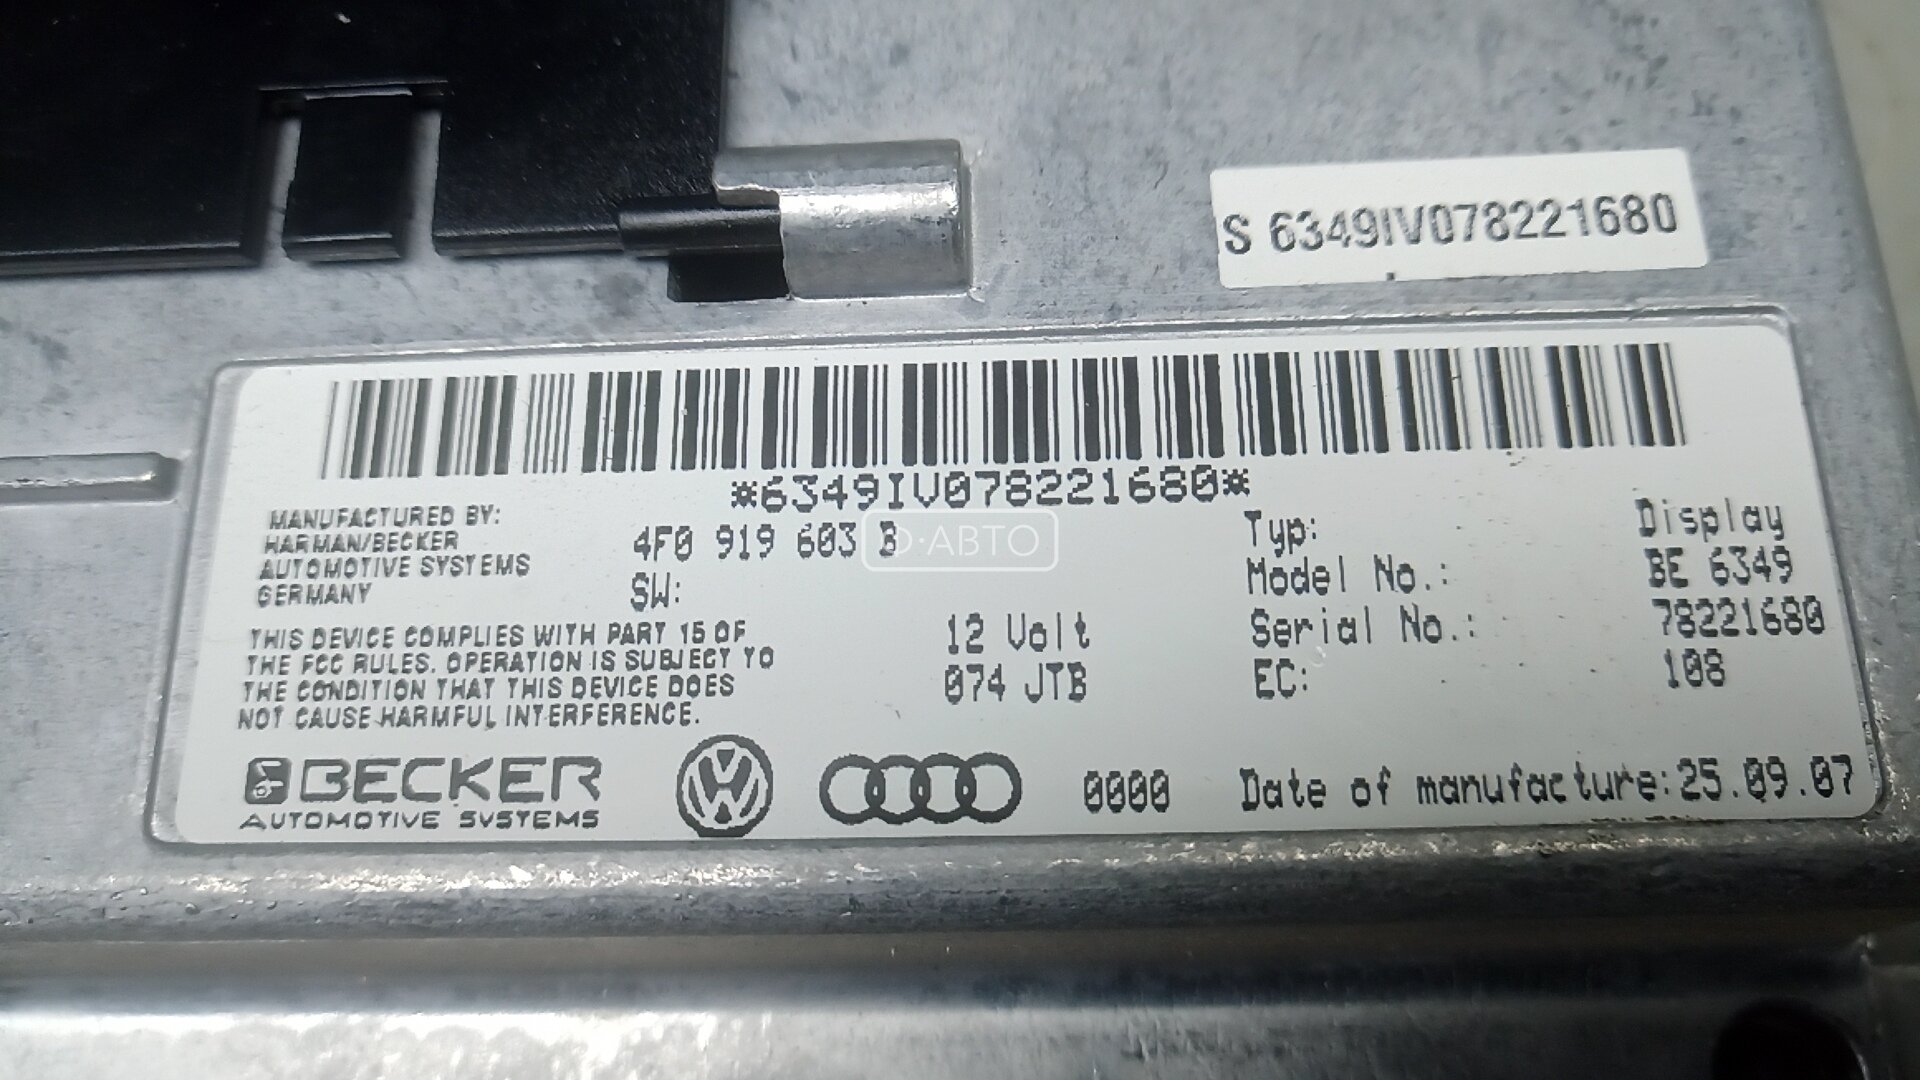 S 6349IV078221680
*6349IV078221680*
MANUFACTURED BY:
HARMAN/BECKER
AUTOMOTIVE SYSTEMS
GERMANY
4F0 919 603 B
SW:
THIS DEVICE COMPLIES WITH PART 15 OF
THE FCC RULES. OPERATION IS SUBJECT TO
THE CONDITION THAT THIS DEVICE DOES
NOT CAUSE HARMFUL INTERFERENCE.
12 Volt
074 JTB
Typ: Display
Model No.: BE 6349
Serial No.: 78221680
EC: 108
BECKER
AUTOMOTIVE SYSTEMS
0000
Date of manufacture:25.09.07
D·АВТО